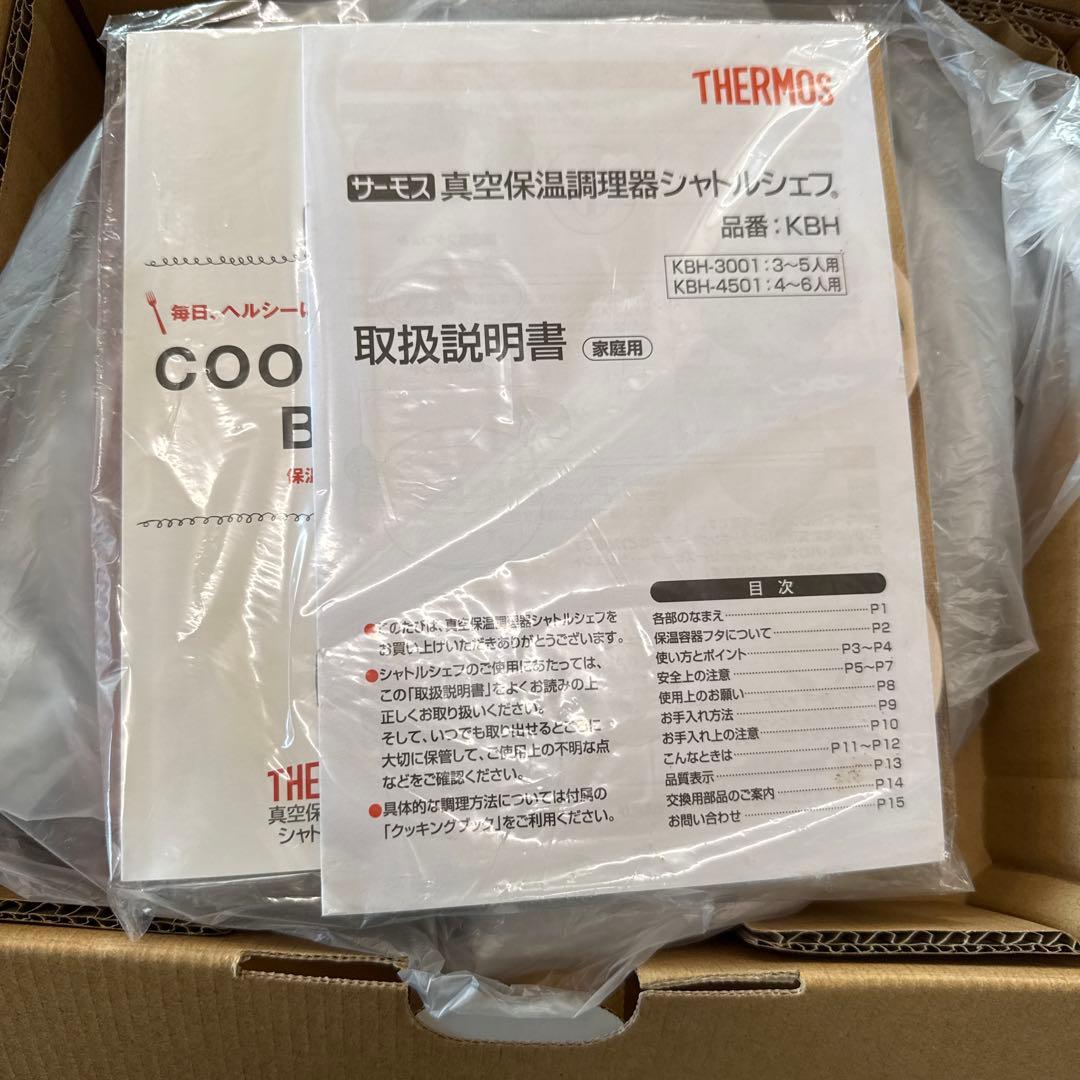 THERMOS
サーモス 真空保温調理器シャトルシェフ®
品番：KBH
KBH-3001：3〜5人用
KBH-4501：4〜6人用
取扱説明書 家庭用
●このたびは、真空保温調理器シャトルシェフを
お買い上げいただきありがとうございます。
●シャトルシェフのご使用にあたっては、
この「取扱説明書」をよくお読みの上
正しくお取り扱いください。
そして、いつでも取り出せるところに
大切に保管して、ご使用上の不明な点
などをご確認ください。
●具体的な調理方法については付属の
「クッキングブック」をご利用ください。
目次
各部のなまえ P1
保温容器フタについて P2
使い方とポイント P3〜P4
安全上の注意 P5〜P7
使用上のお願い P8
お手入れ方法 P9
お手入れ上の注意 P10
こんなときは P11〜P12
品質表示 P13
交換用部品のご案内 P14
お問い合わせ P15
毎日、ヘルシーに
COO
B
保温
THE
真空保
シャト